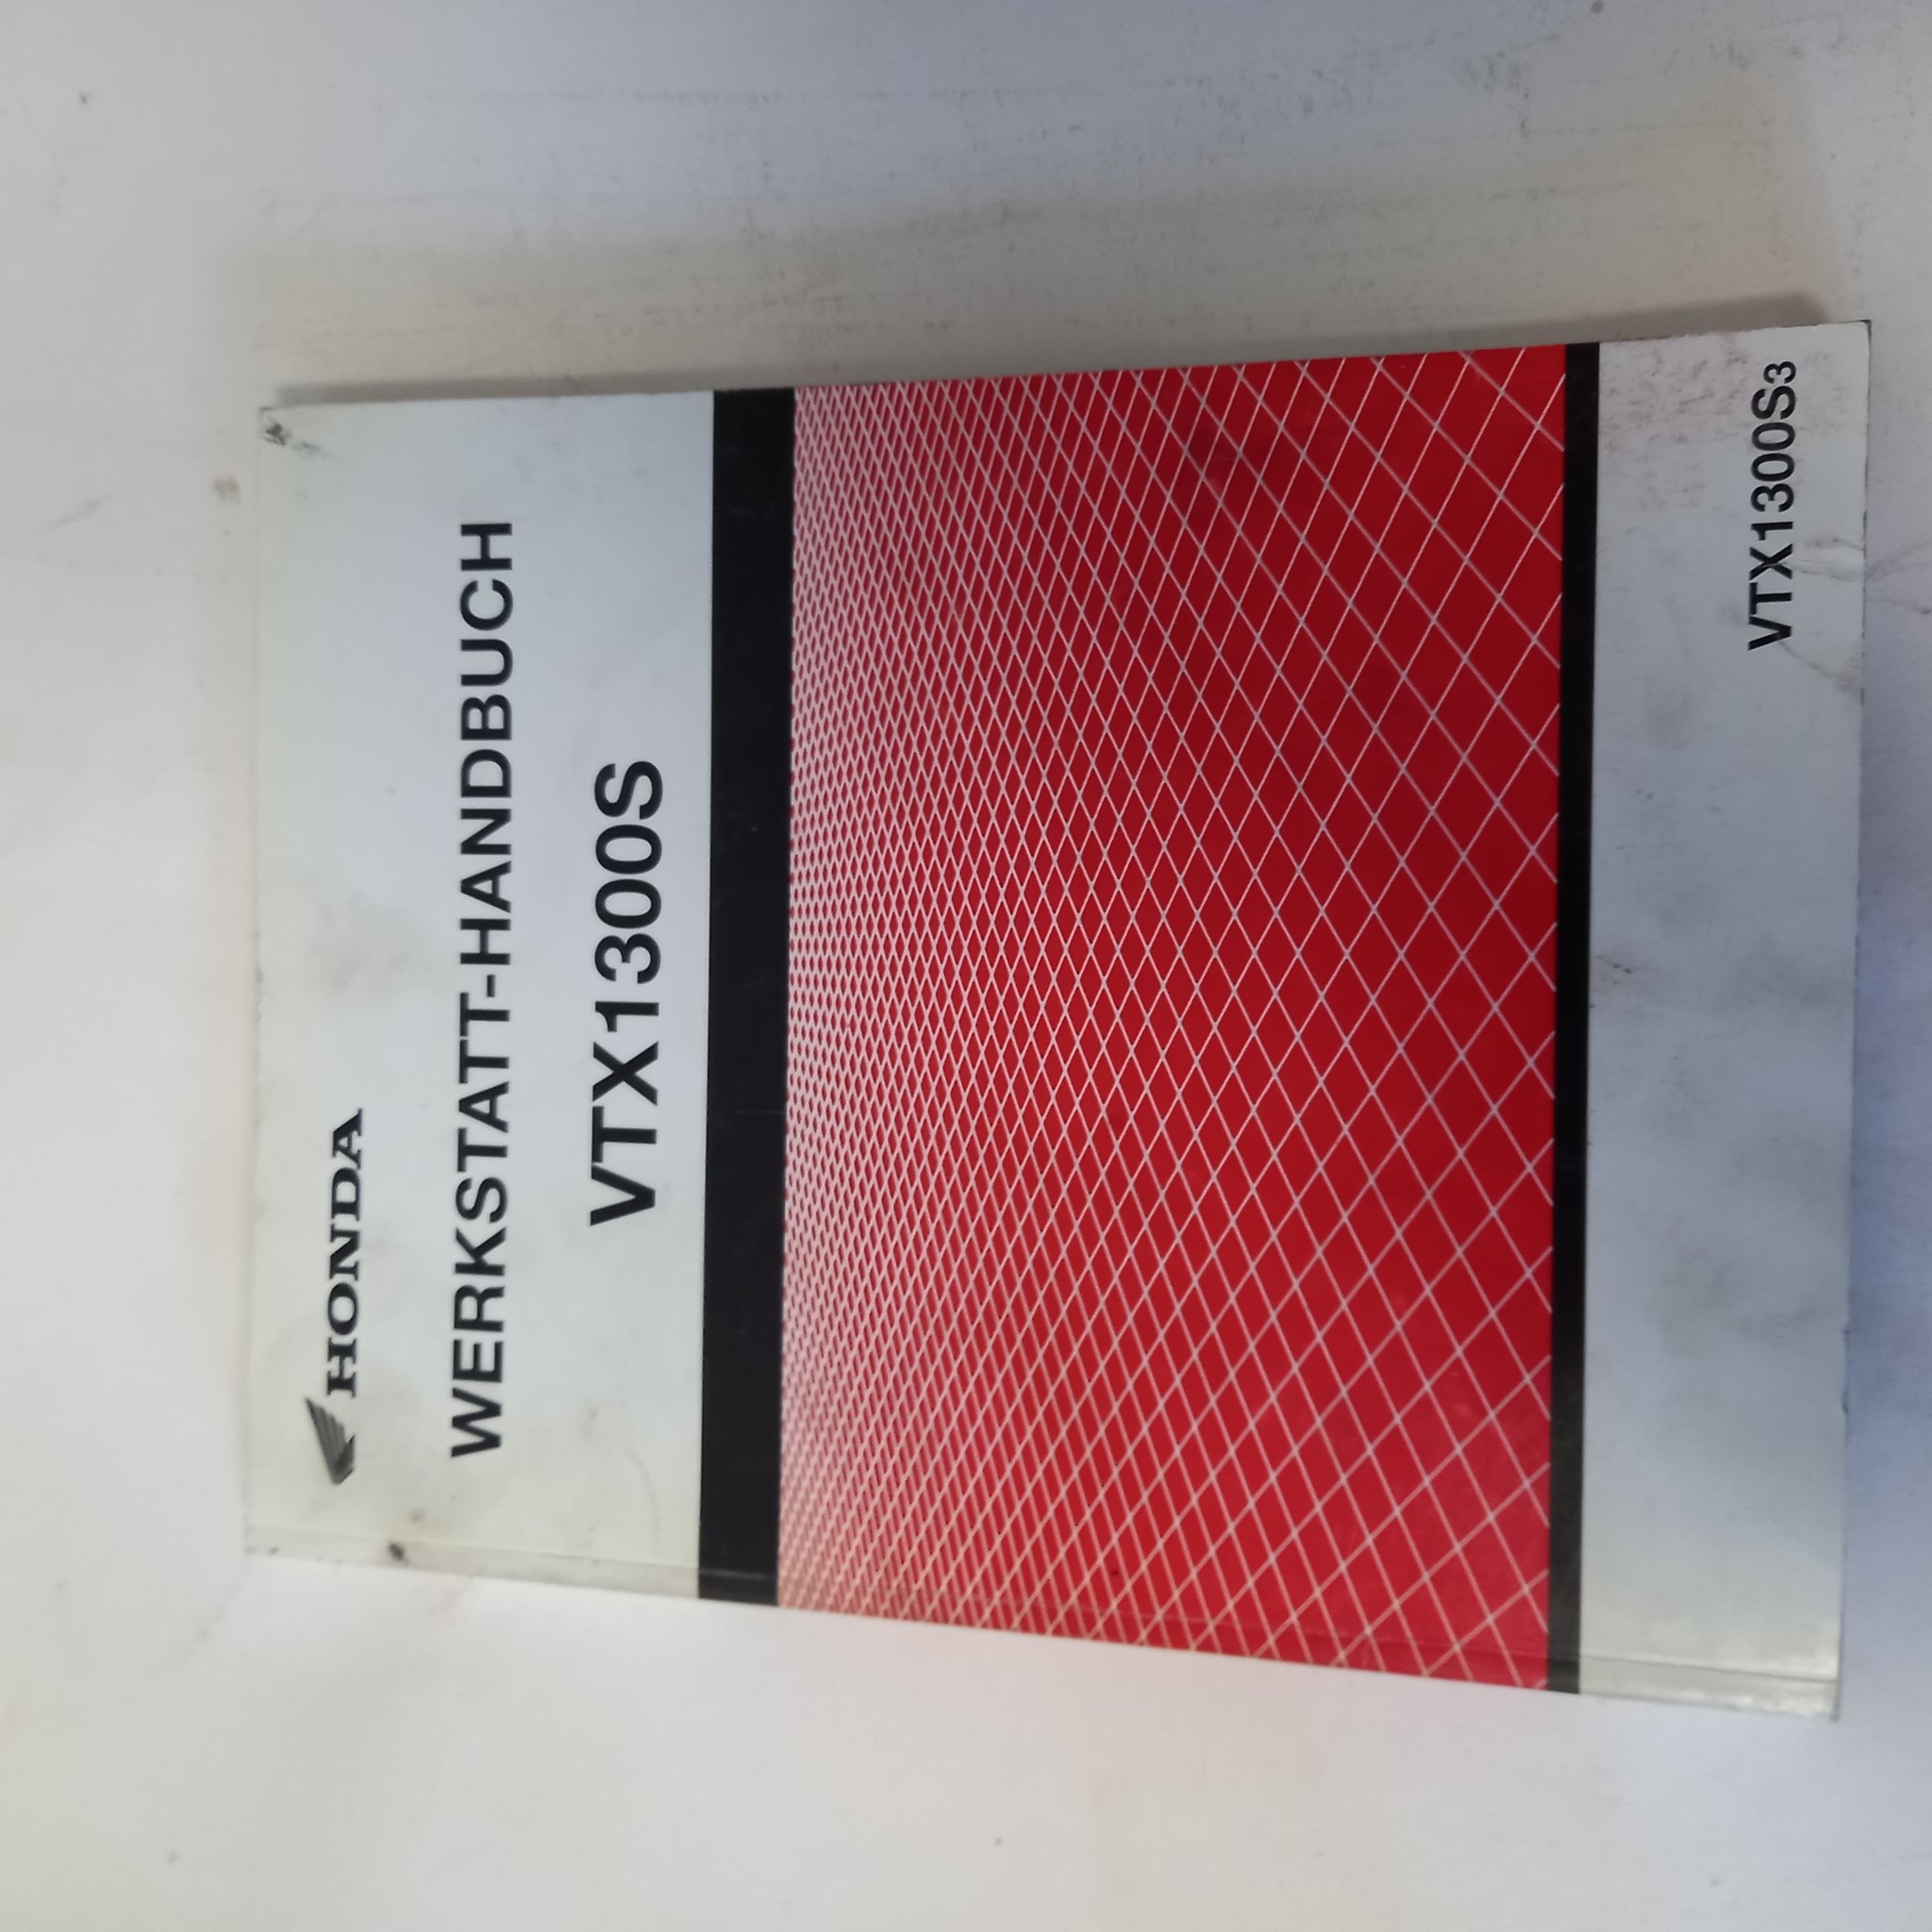 HONDA
WERKSTATT-HANDBUCH
VTX1300S
VTX1300S3